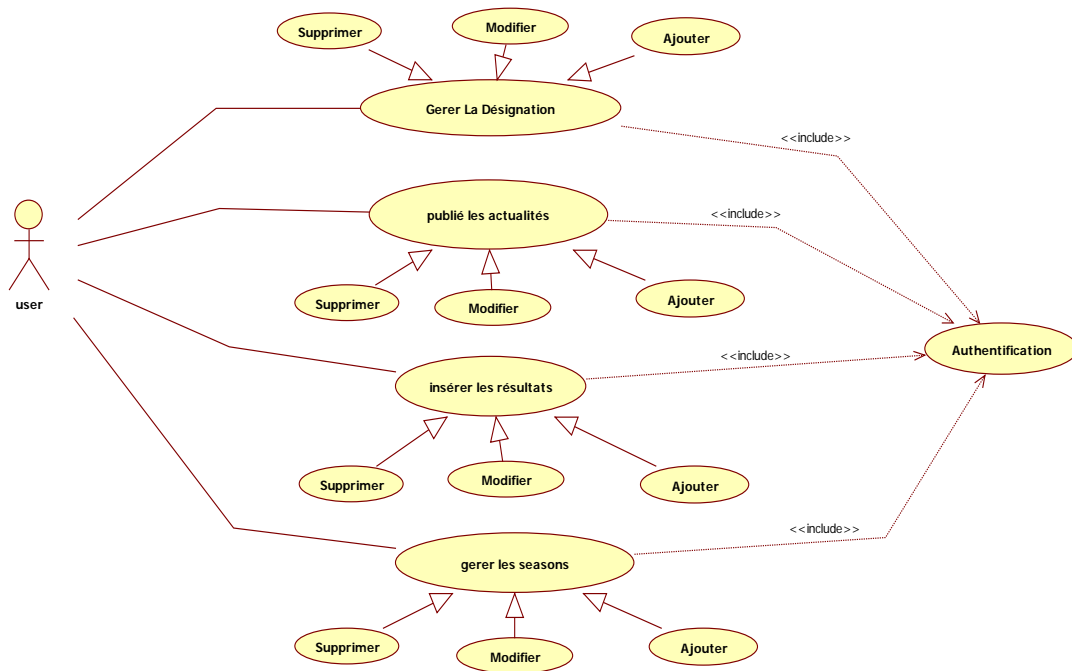 Supprimer
Modifier
Ajouter
Gerer La Désignation
<<include>>
publié les actualités
<<include>>
user
Supprimer
Modifier
Ajouter
Authentification
<<include>>
insérer les résultats
Supprimer
Modifier
Ajouter
<<include>>
gerer les seasons
Supprimer
Modifier
Ajouter